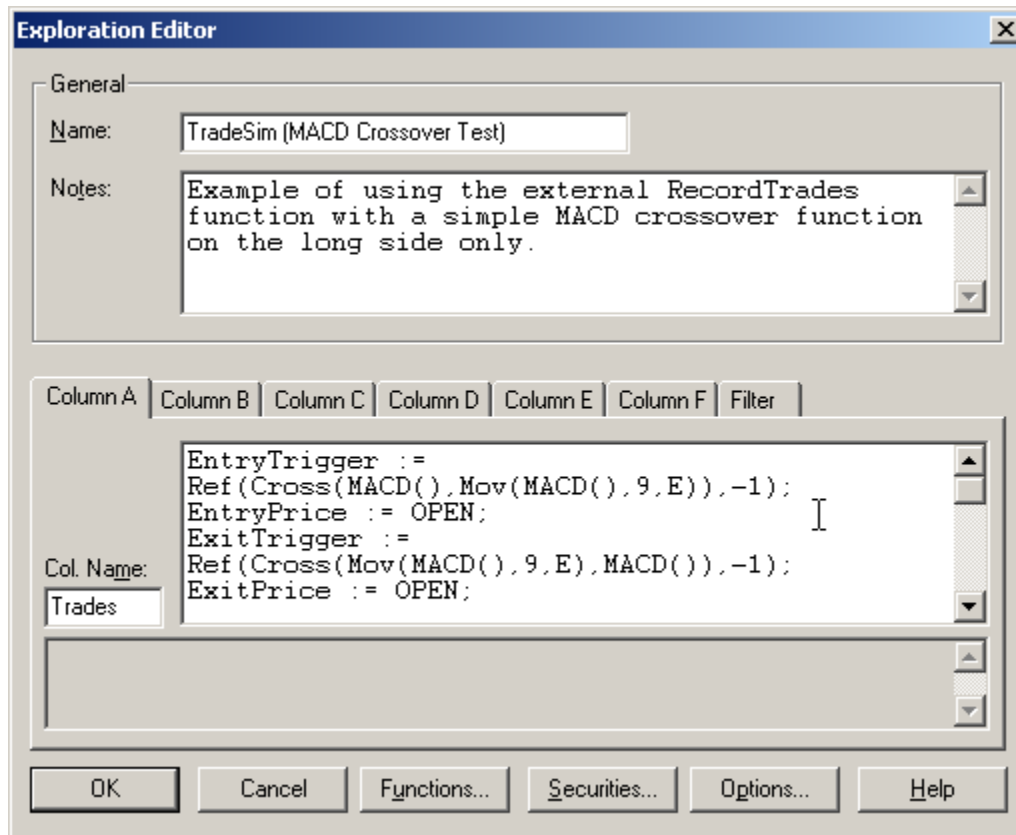 Exploration Editor
General
Name:
TradeSim (MACD Crossover Test)
Notes:
Example of using the external RecordTrades
function with a simple MACD crossover function
on the long side only.
Column A Column B Column C Column D Column E Column F Filter
EntryTrigger :=
Ref(Cross(MACD(),Mov(MACD(),9,E)),-1);
EntryPrice := OPEN;
ExitTrigger :=
Ref(Cross(Mov(MACD(),9,E),MACD()),-1);
ExitPrice := OPEN;
Col. Name:
Trades
OK Cancel Functions... Securities... Options... Help